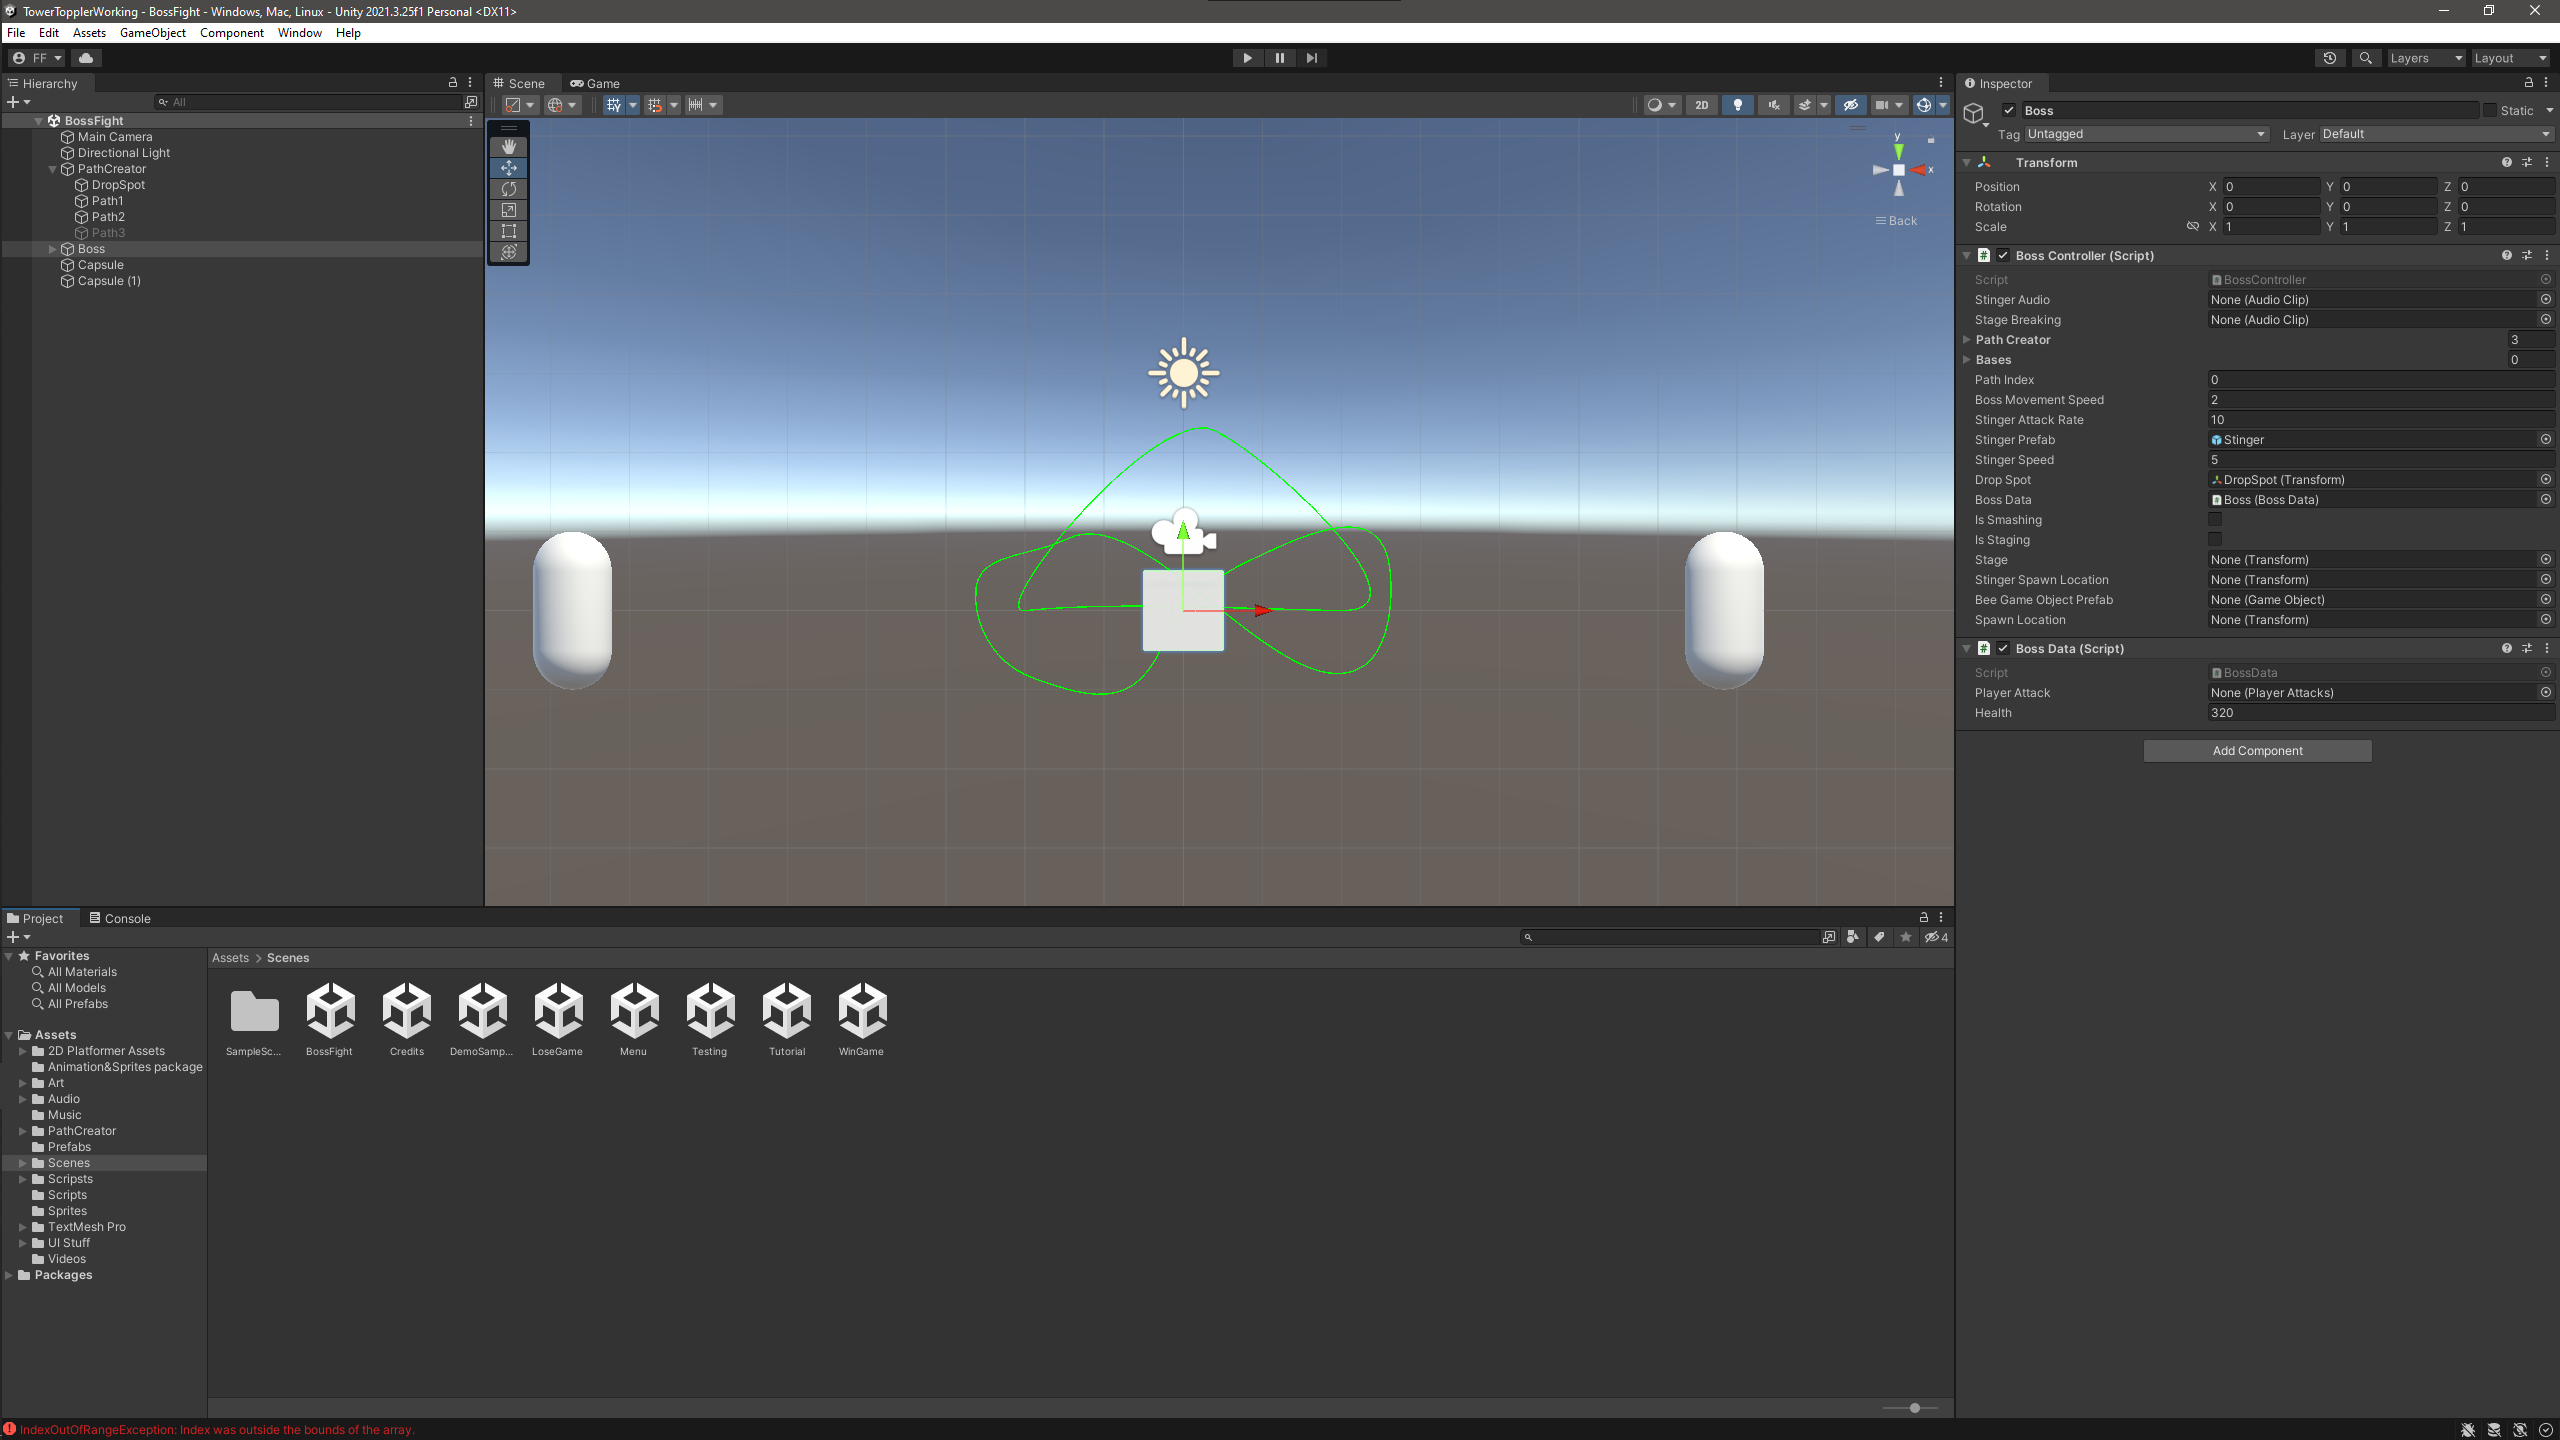 TowerTopplerWorking - BossFight - Windows, Mac, Linux - Unity 2021.3.25f1 Personal <DX11>
File Edit Assets GameObject Component Window Help
FF
Layers Layout
Hierarchy
All
BossFight
Main Camera
Directional Light
PathCreator
DropSpot
Path1
Path2
Path3
Boss
Capsule
Capsule (1)
Scene Game
2D
y
x
Back
Inspector
Boss Static
Tag Untagged Layer Default
Transform
Position X 0 Y 0 Z 0
Rotation X 0 Y 0 Z 0
Scale X 1 Y 1 Z 1
Boss Controller (Script)
Script BossController
Stinger Audio None (Audio Clip)
Stage Breaking None (Audio Clip)
Path Creator 3
Bases 0
Path Index 0
Boss Movement Speed 2
Stinger Attack Rate 10
Stinger Prefab Stinger
Stinger Speed 5
Drop Spot DropSpot (Transform)
Boss Data Boss (Boss Data)
Is Smashing
Is Staging
Stage None (Transform)
Stinger Spawn Location None (Transform)
Bee Game Object Prefab None (Game Object)
Spawn Location None (Transform)
Boss Data (Script)
Script BossData
Player Attack None (Player Attacks)
Health 320
Add Component
Project Console
4
Favorites
All Materials
All Models
All Prefabs
Assets
2D Platformer Assets
Animation&Sprites package
Art
Audio
Music
PathCreator
Prefabs
Scenes
Scripsts
Scripts
Sprites
TextMesh Pro
UI Stuff
Videos
Packages
Assets > Scenes
SampleSc... BossFight Credits DemoSamp... LoseGame Menu Testing Tutorial WinGame
IndexOutOfRangeException: Index was outside the bounds of the array.